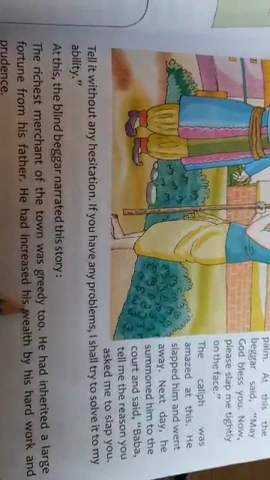 palm. At this the
beggar said, "May
God bless you. Now,
please slap me tightly
on the face."
The caliph was
amazed at this. He
slapped him and went
away. Next day, he
summoned him to the
court and said, "Baba,
tell me the reason you
asked me to slap you.
Tell it without any hesitation. If you have any problems, I shall try to solve it to my
ability."
At this, the blind beggar narrated this story:
The richest merchant of the town was greedy too. He had inherited a large
fortune from his father. He had increased his wealth by his hard work and
prudence.